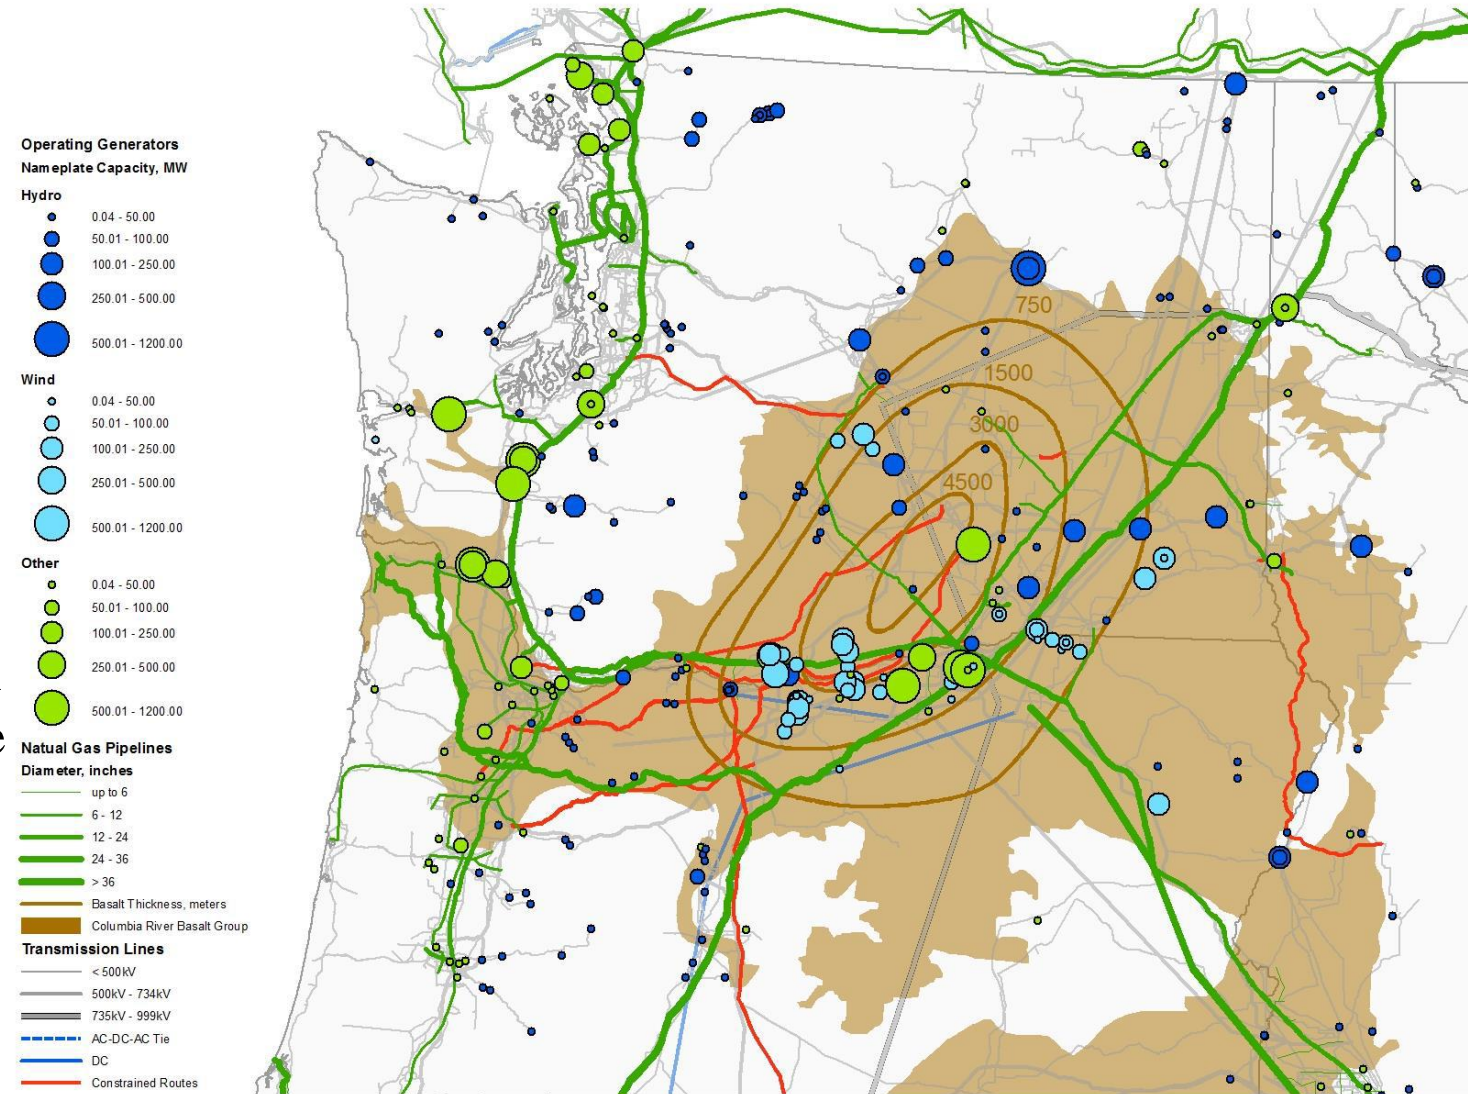 Operating Generators
Nameplate Capacity, MW
Hydro
0.04 - 50.00
50.01 - 100.00
100.01 - 250.00
250.01 - 500.00
500.01 - 1200.00
Wind
0.04 - 50.00
50.01 - 100.00
100.01 - 250.00
250.01 - 500.00
500.01 - 1200.00
Other
0.04 - 50.00
50.01 - 100.00
100.01 - 250.00
250.01 - 500.00
500.01 - 1200.00
e
Natural Gas Pipelines
Diameter, inches
up to 6
6 - 12
12 - 24
24 - 36
> 36
Basalt Thickness, meters
Columbia River Basalt Group
Transmission Lines
< 500kV
500kV - 734kV
735kV - 999kV
AC-DC-AC Tie
DC
Constrained Routes
750
1500
3000
4500